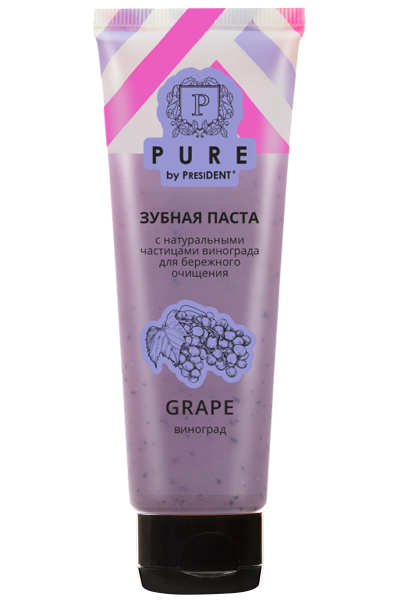 P
PURE
by PRESIDENT®
ЗУБНАЯ ПАСТА
с натуральными
частицами винограда
для бережного
очищения
GRAPE
виноград